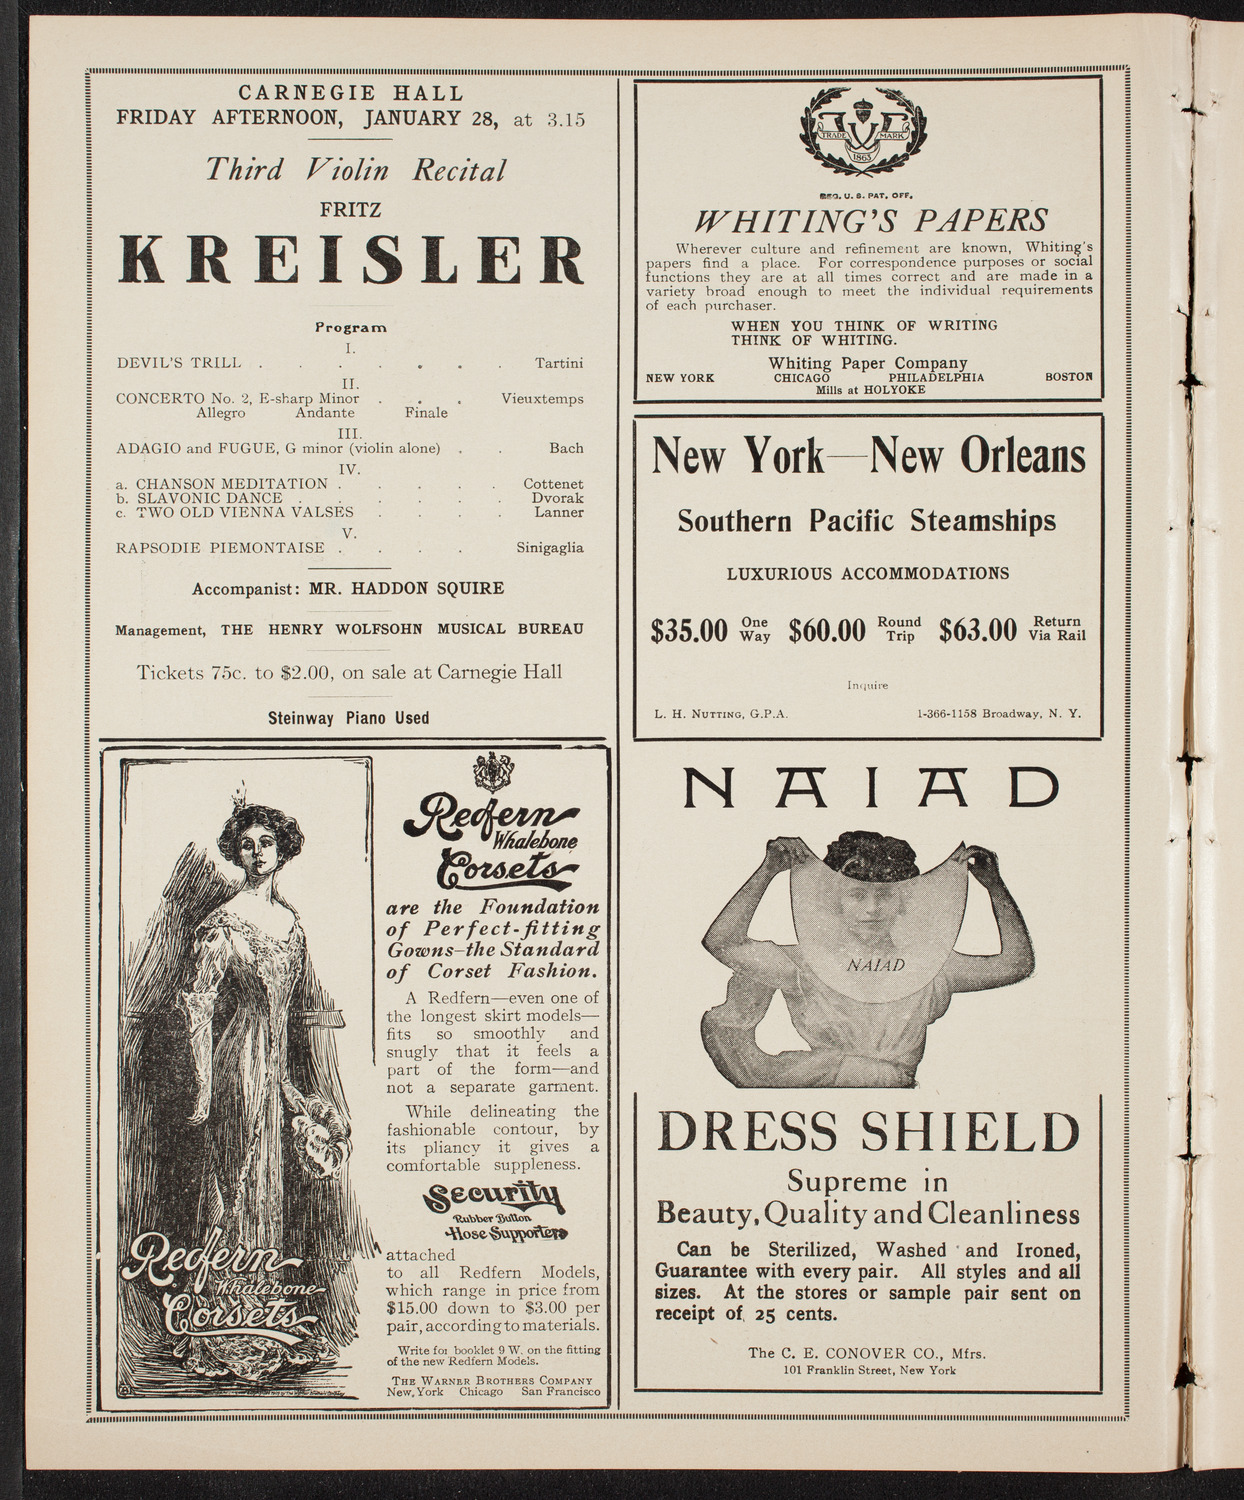 CARNEGIE HALL
FRIDAY AFTERNOON, JANUARY 28, at 3.15
Third Violin Recital
FRITZ
KREISLER
Program
I.
DEVIL'S TRILL . . . . . . . Tartini
II.
CONCERTO No. 2, E-sharp Minor . . . Vieuxtemps
Allegro Andante Finale
III.
ADAGIO and FUGUE, G minor (violin alone) . . Bach
IV.
a. CHANSON MEDITATION . . . . . Cottenet
b. SLAVONIC DANCE . . . . . . Dvorak
c. TWO OLD VIENNA VALSES . . . . Lanner
V.
RAPSODIE PIEMONTAISE . . . . Sinigaglia
Accompanist: MR. HADDON SQUIRE
Management, THE HENRY WOLFSOHN MUSICAL BUREAU
Tickets 75c. to $2.00, on sale at Carnegie Hall
Steinway Piano Used
Redfern
Whalebone
Corsets
are the Foundation
of Perfect-fitting
Gowns—the Standard
of Corset Fashion.
A Redfern—even one of
the longest skirt models—
fits so smoothly and
snugly that it feels a
part of the form—and
not a separate garment.
While delineating the
fashionable contour, by
its pliancy it gives a
comfortable suppleness.
Security
Rubber Button
Hose Supporters
attached
to all Redfern Models,
which range in price from
$15.00 down to $3.00 per
pair, according to materials.
Write for booklet 9 W. on the fitting
of the new Redfern Models.
THE WARNER BROTHERS COMPANY
New York Chicago San Francisco
Redfern
Whalebone
Corsets
TRADE MARK
1865
REG. U. S. PAT. OFF.
WHITING'S PAPERS
Wherever culture and refinement are known, Whiting's
papers find a place. For correspondence purposes or social
functions they are at all times correct and are made in a
variety broad enough to meet the individual requirements
of each purchaser.
WHEN YOU THINK OF WRITING
THINK OF WHITING.
Whiting Paper Company
NEW YORK CHICAGO PHILADELPHIA BOSTON
Mills at HOLYOKE
New York—New Orleans
Southern Pacific Steamships
LUXURIOUS ACCOMMODATIONS
$35.00 One Way $60.00 Round Trip $63.00 Return Via Rail
Inquire
L. H. NUTTING, G.P.A. 1-366-1158 Broadway, N. Y.
NAIAD
NAIAD
DRESS SHIELD
Supreme in
Beauty, Quality and Cleanliness
Can be Sterilized, Washed and Ironed,
Guarantee with every pair. All styles and all
sizes. At the stores or sample pair sent on
receipt of 25 cents.
The C. E. CONOVER CO., Mfrs.
101 Franklin Street, New York